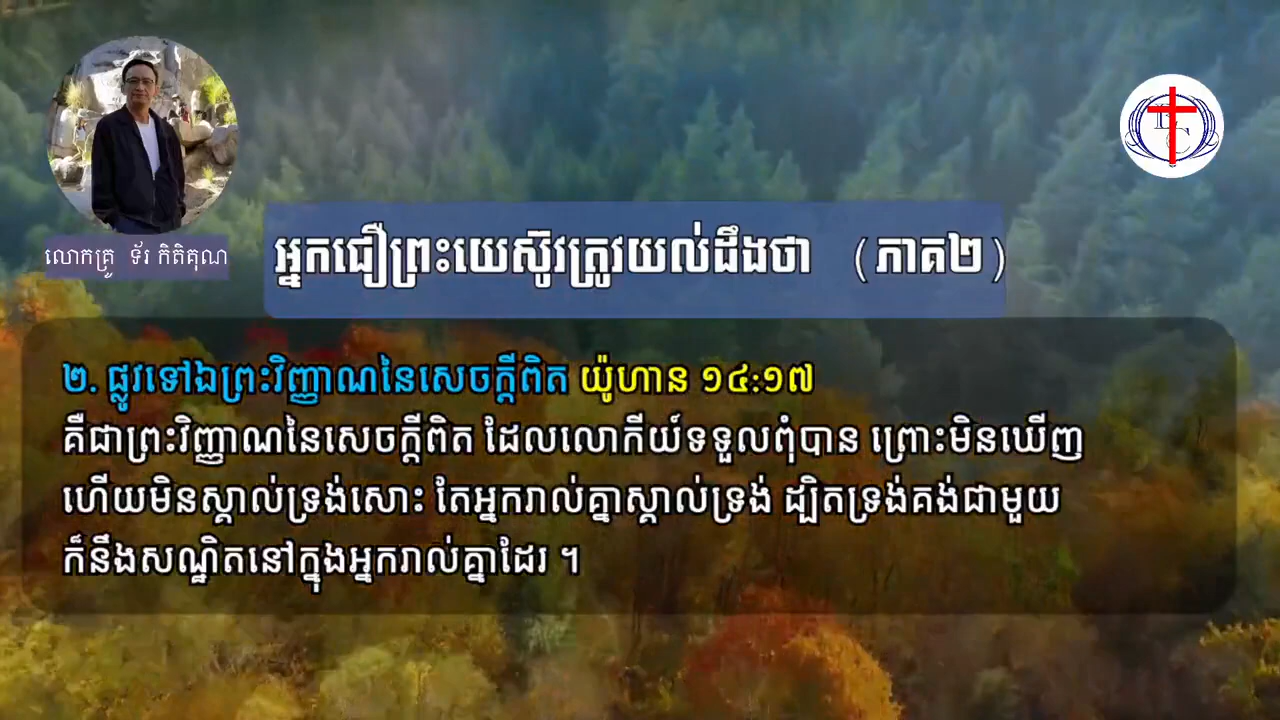 លោកគ្រូ ទ័រ កិតិគុណ
អ្នកជឿព្រះយេស៊ូវត្រូវយល់ដឹងថា (ភាគ២)
២. ផ្លូវទៅឯព្រះវិញ្ញាណនៃសេចក្ដីពិត យ៉ូហាន ១៤:១៧
គឺជាព្រះវិញ្ញាណនៃសេចក្ដីពិត ដែលលោកីយ៍ទទួលពុំបាន ព្រោះមិនឃើញ
ហើយមិនស្គាល់ទ្រង់សោះ តែអ្នករាល់គ្នាស្គាល់ទ្រង់ ដ្បិតទ្រង់គង់ជាមួយ
ក៏នឹងសណ្ឋិតនៅក្នុងអ្នករាល់គ្នាដែរ ។